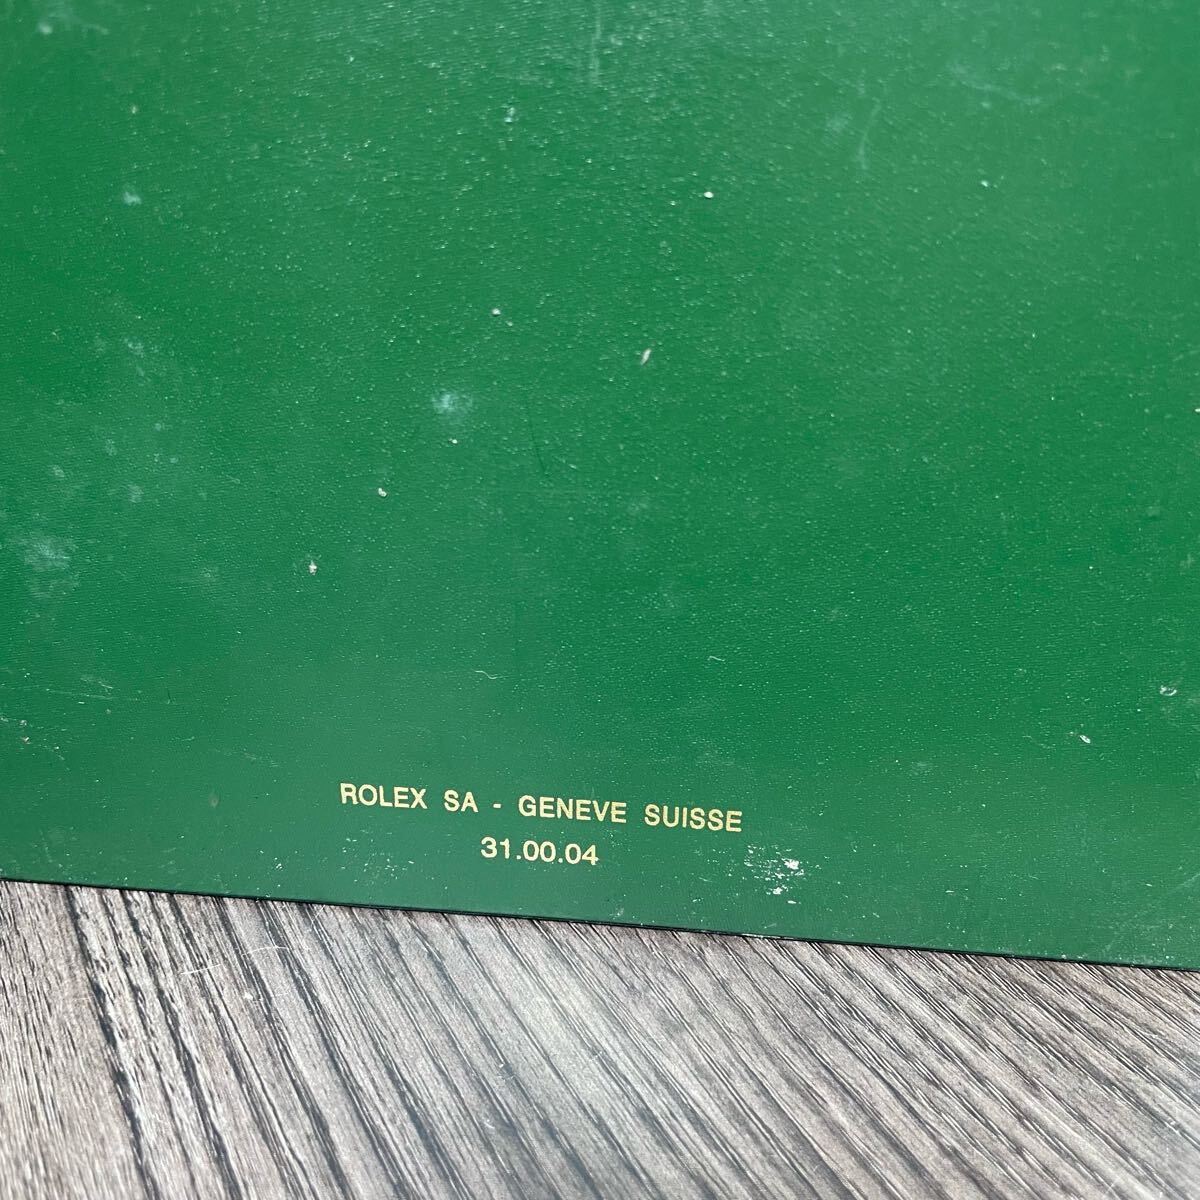 ROLEX SA - GENEVE SUISSE
31.00.04